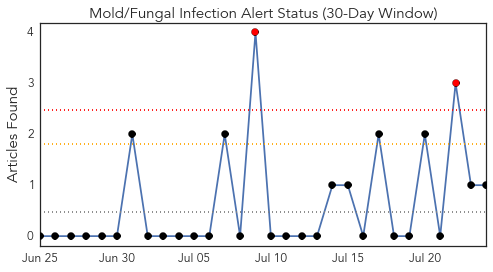 Mold/Fungal Infection Alert Status (30-Day Window)
Articles Found
4
3
2
1
0
Jun 25
Jun 30
Jul 05
Jul 10
Jul 15
Jul 20